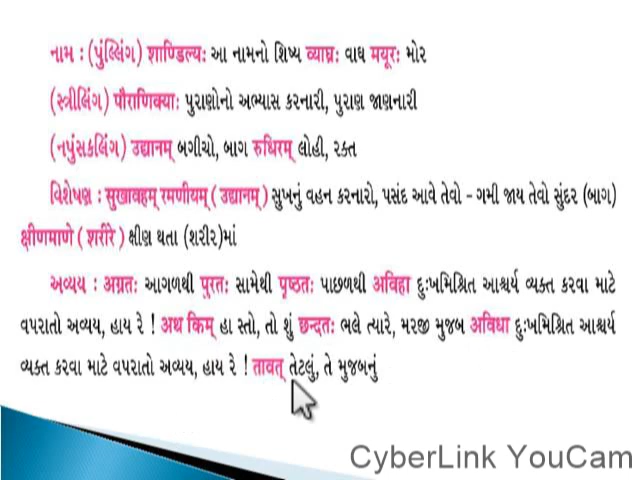 નામ : (પુંલ્લિંગ) शाण्डिल्यः આ નામનો શિષ્ય व्याघ्रः વાઘ मयूरः મોર
(સ્ત્રીલિંગ) पौराणिक्याः પુરાણોનો અભ્યાસ કરનારી, પુરાણ જાણનારી
(નપુંસકલિંગ) उद्यानम् બગીચો, બાગ रुधिरम् લોહી, રક્ત
વિશેષણ : सुखावहम् रमणीयम् ( उद्यानम् ) સુખનું વહન કરનારો, પસંદ આવે તેવો - ગમી જાય તેવો સુંદર (બાગ)
क्षीणमाणे ( शरीरे ) ક્ષીણ થતા (શરીર)માં
અવ્યય : अग्रतः આગળથી पुरतः સામેથી पृष्ठतः પાછળથી अविहा દુઃખમિશ્રિત આશ્ચર્ય વ્યક્ત કરવા માટે
વપરાતો અવ્યય, હાય રે ! अथ किम् હા સ્તો, તો શું छन्दतः ભલે ત્યારે, મરજી મુજબ अविधा દુઃખમિશ્રિત આશ્ચર્ય
વ્યક્ત કરવા માટે વપરાતો અવ્યય, હાય રે ! तावत् તેટલું, તે મુજબનું
CyberLink YouCam